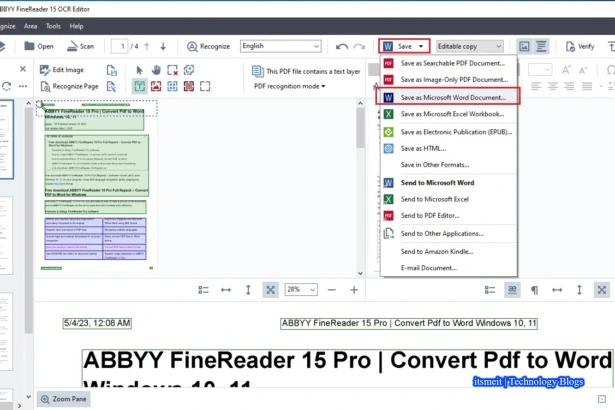 ABBYY FineReader 15 OCR Editor
Area Tools Help
Open Scan 1 / 4 Recognize English Save Editable copy Verify
Edit Image
Recognize Page
This PDF file contains a text layer
PDF recognition mode
Save as Searchable PDF Document...
Save as Image-Only PDF Document...
Save as Microsoft Word Document...
Save as Microsoft Excel Workbook...
Save as Electronic Publication (EPUB)...
Save as HTML...
Save in Other Formats...
Send to Microsoft Word
Send to Microsoft Excel
Send to PDF Editor...
Send to Other Applications...
Send to Amazon Kindle...
E-mail Document...
ABBYY FineReader 15 Pro | Convert Pdf to Word
Windows 10, 11
28%
5/4/23, 12:08 AM ABBYY FineReader 15 Pro | Convert Pdf to Word Windows 10, 11
ABBYY FineReader 15 Pro | Convert Pdf to Word
Windows 10, 11
itsmeit | Technology Blogs
Zoom Pane